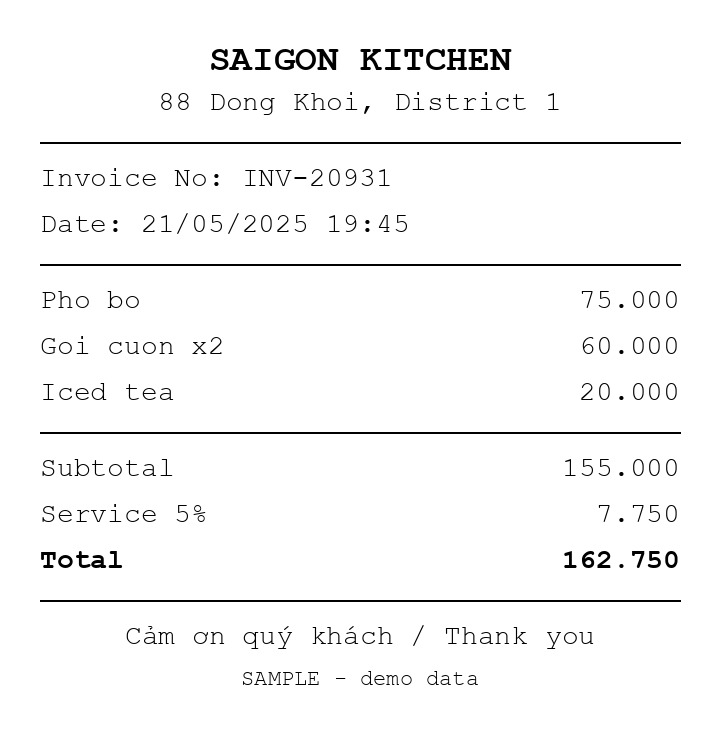 SAIGON KITCHEN
88 Dong Khoi, District 1
Invoice No: INV-20931
Date: 21/05/2025 19:45
Pho bo 75.000
Goi cuon x2 60.000
Iced tea 20.000
Subtotal 155.000
Service 5% 7.750
Total 162.750
Cảm ơn quý khách / Thank you
SAMPLE - demo data